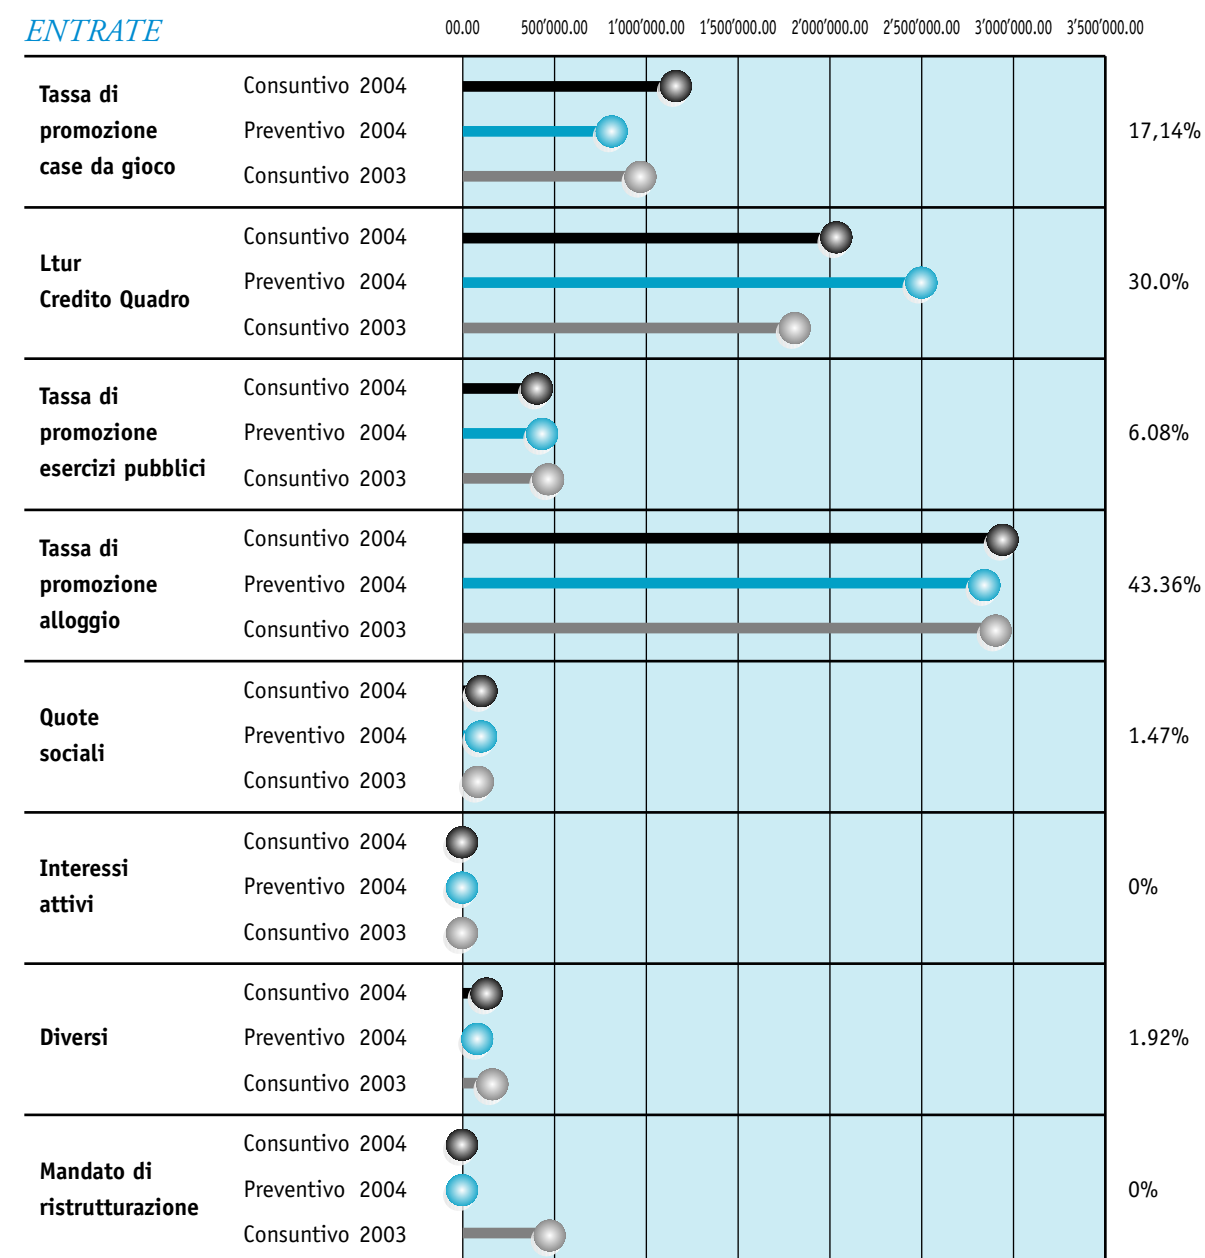 ENTRATE
00.00 500'000.00 1'000'000.00 1'500'000.00 2'000'000.00 2'500'000.00 3'000'000.00 3'500'000.00
Tassa di
promozione
case da gioco
Consuntivo 2004
Preventivo 2004
Consuntivo 2003
17,14%
Ltur
Credito Quadro
Consuntivo 2004
Preventivo 2004
Consuntivo 2003
30.0%
Tassa di
promozione
esercizi pubblici
Consuntivo 2004
Preventivo 2004
Consuntivo 2003
6.08%
Tassa di
promozione
alloggio
Consuntivo 2004
Preventivo 2004
Consuntivo 2003
43.36%
Quote
sociali
Consuntivo 2004
Preventivo 2004
Consuntivo 2003
1.47%
Interessi
attivi
Consuntivo 2004
Preventivo 2004
Consuntivo 2003
0%
Diversi
Consuntivo 2004
Preventivo 2004
Consuntivo 2003
1.92%
Mandato di
ristrutturazione
Consuntivo 2004
Preventivo 2004
Consuntivo 2003
0%